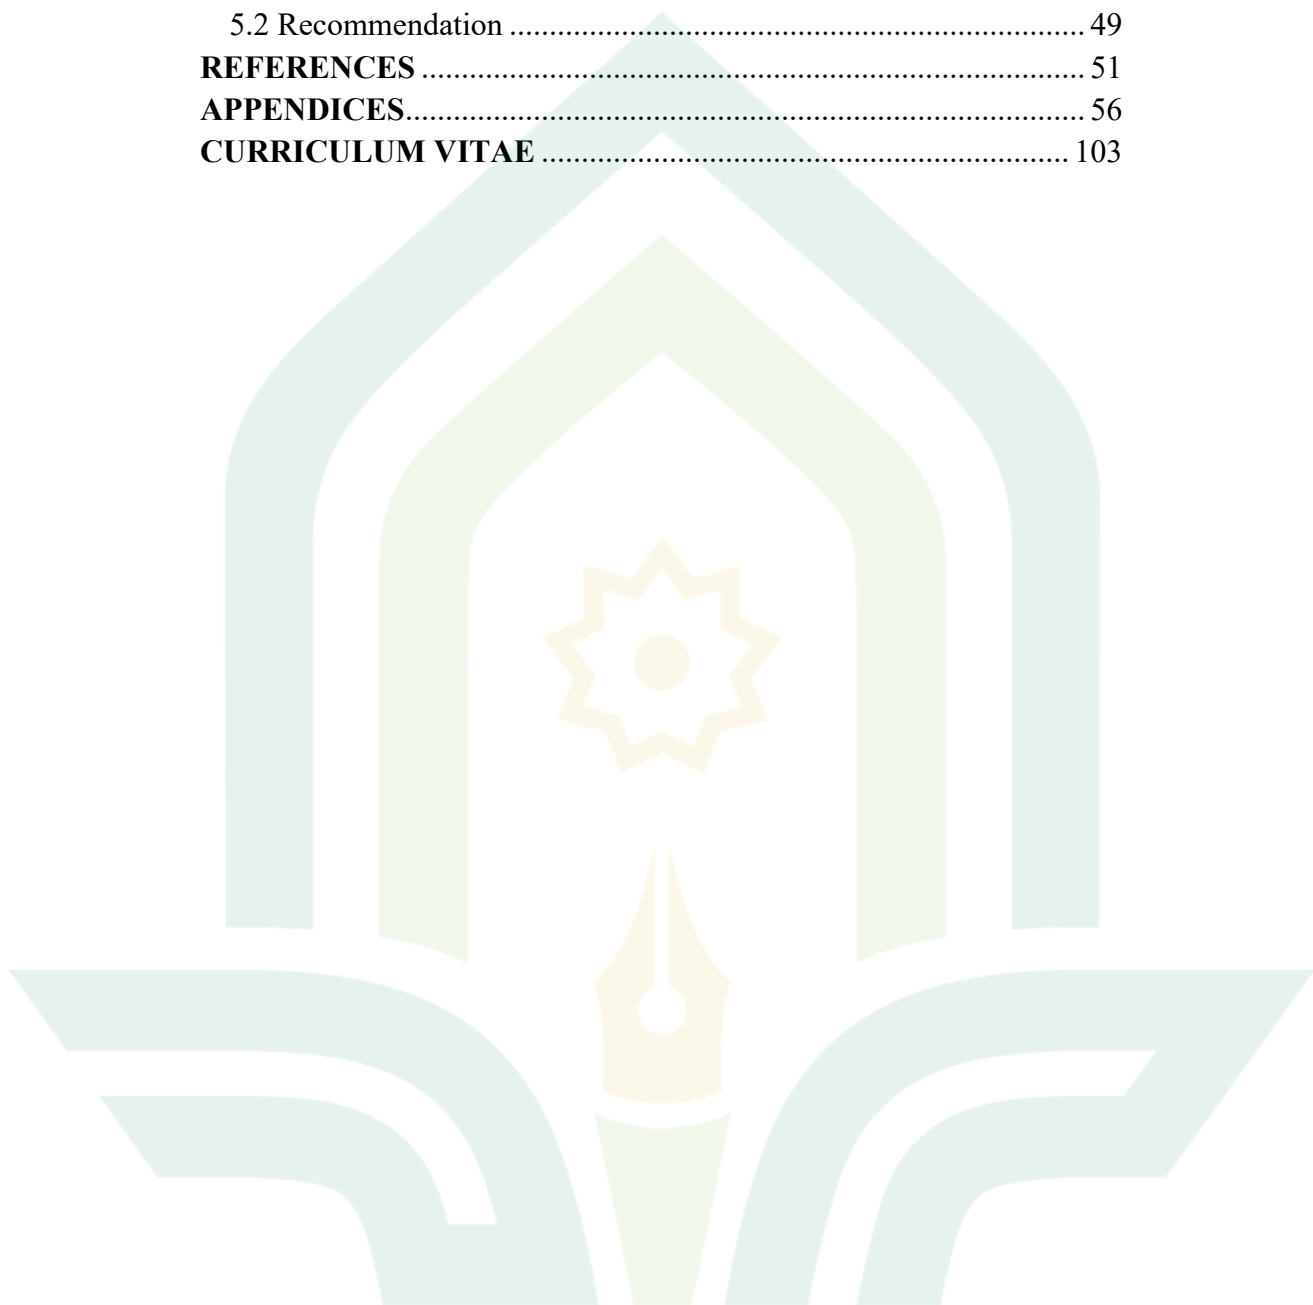 5.2 Recommendation ........................................................................ 49
REFERENCES ................................................................................... 51
APPENDICES..................................................................................... 56
CURRICULUM VITAE .................................................................. 103